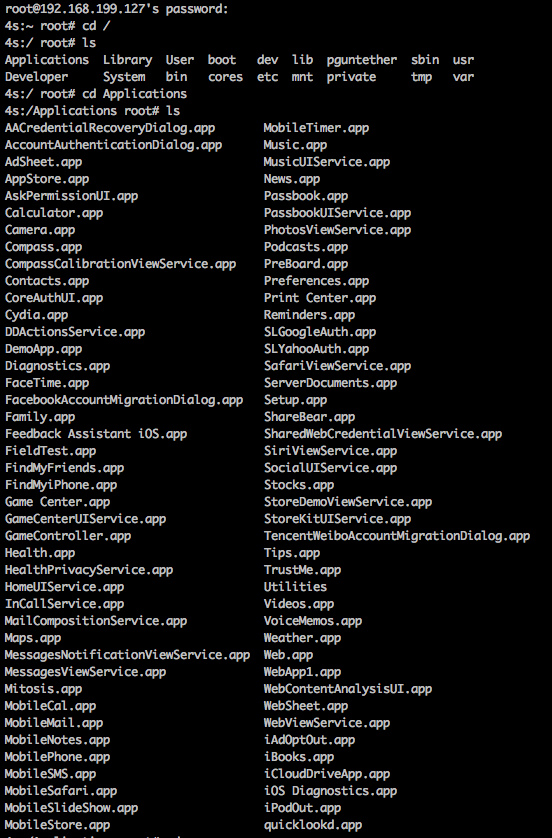 root@192.168.199.127's password:
4s:~ root# cd /
4s:/ root# ls
Applications  Library  User  boot   dev  lib  pguntether  sbin  usr
Developer     System   bin   cores  etc  mnt  private     tmp   var
4s:/ root# cd Applications
4s:/Applications root# ls
AACredentialRecoveryDialog.app       MobileTimer.app
AccountAuthenticationDialog.app      Music.app
AdSheet.app                          MusicUIService.app
AppStore.app                         News.app
AskPermissionUI.app                  Passbook.app
Calculator.app                       PassbookUIService.app
Camera.app                           PhotosViewService.app
Compass.app                          Podcasts.app
CompassCalibrationViewService.app    PreBoard.app
Contacts.app                         Preferences.app
CoreAuthUI.app                       Print Center.app
Cydia.app                            Reminders.app
DDActionsService.app                 SLGoogleAuth.app
DemoApp.app                          SLYahooAuth.app
Diagnostics.app                      SafariViewService.app
FaceTime.app                         ServerDocuments.app
FacebookAccountMigrationDialog.app   Setup.app
Family.app                           ShareBear.app
Feedback Assistant iOS.app           SharedWebCredentialViewService.app
FieldTest.app                        SiriViewService.app
FindMyFriends.app                    SocialUIService.app
FindMyiPhone.app                     Stocks.app
Game Center.app                      StoreDemoViewService.app
GameCenterUIService.app              StoreKitUIService.app
GameController.app                   TencentWeiboAccountMigrationDialog.app
Health.app                           Tips.app
HealthPrivacyService.app             TrustMe.app
HomeUIService.app                    Utilities
InCallService.app                    Videos.app
MailCompositionService.app           VoiceMemos.app
Maps.app                             Weather.app
MessagesNotificationViewService.app  Web.app
MessagesViewService.app              WebApp1.app
Mitosis.app                          WebContentAnalysisUI.app
MobileCal.app                        WebSheet.app
MobileMail.app                       WebViewService.app
MobileNotes.app                      iAdOptOut.app
MobilePhone.app                      iBooks.app
MobileSMS.app                        iCloudDriveApp.app
MobileSafari.app                     iOS Diagnostics.app
MobileSlideShow.app                  iPodOut.app
MobileStore.app                      quicklookd.app